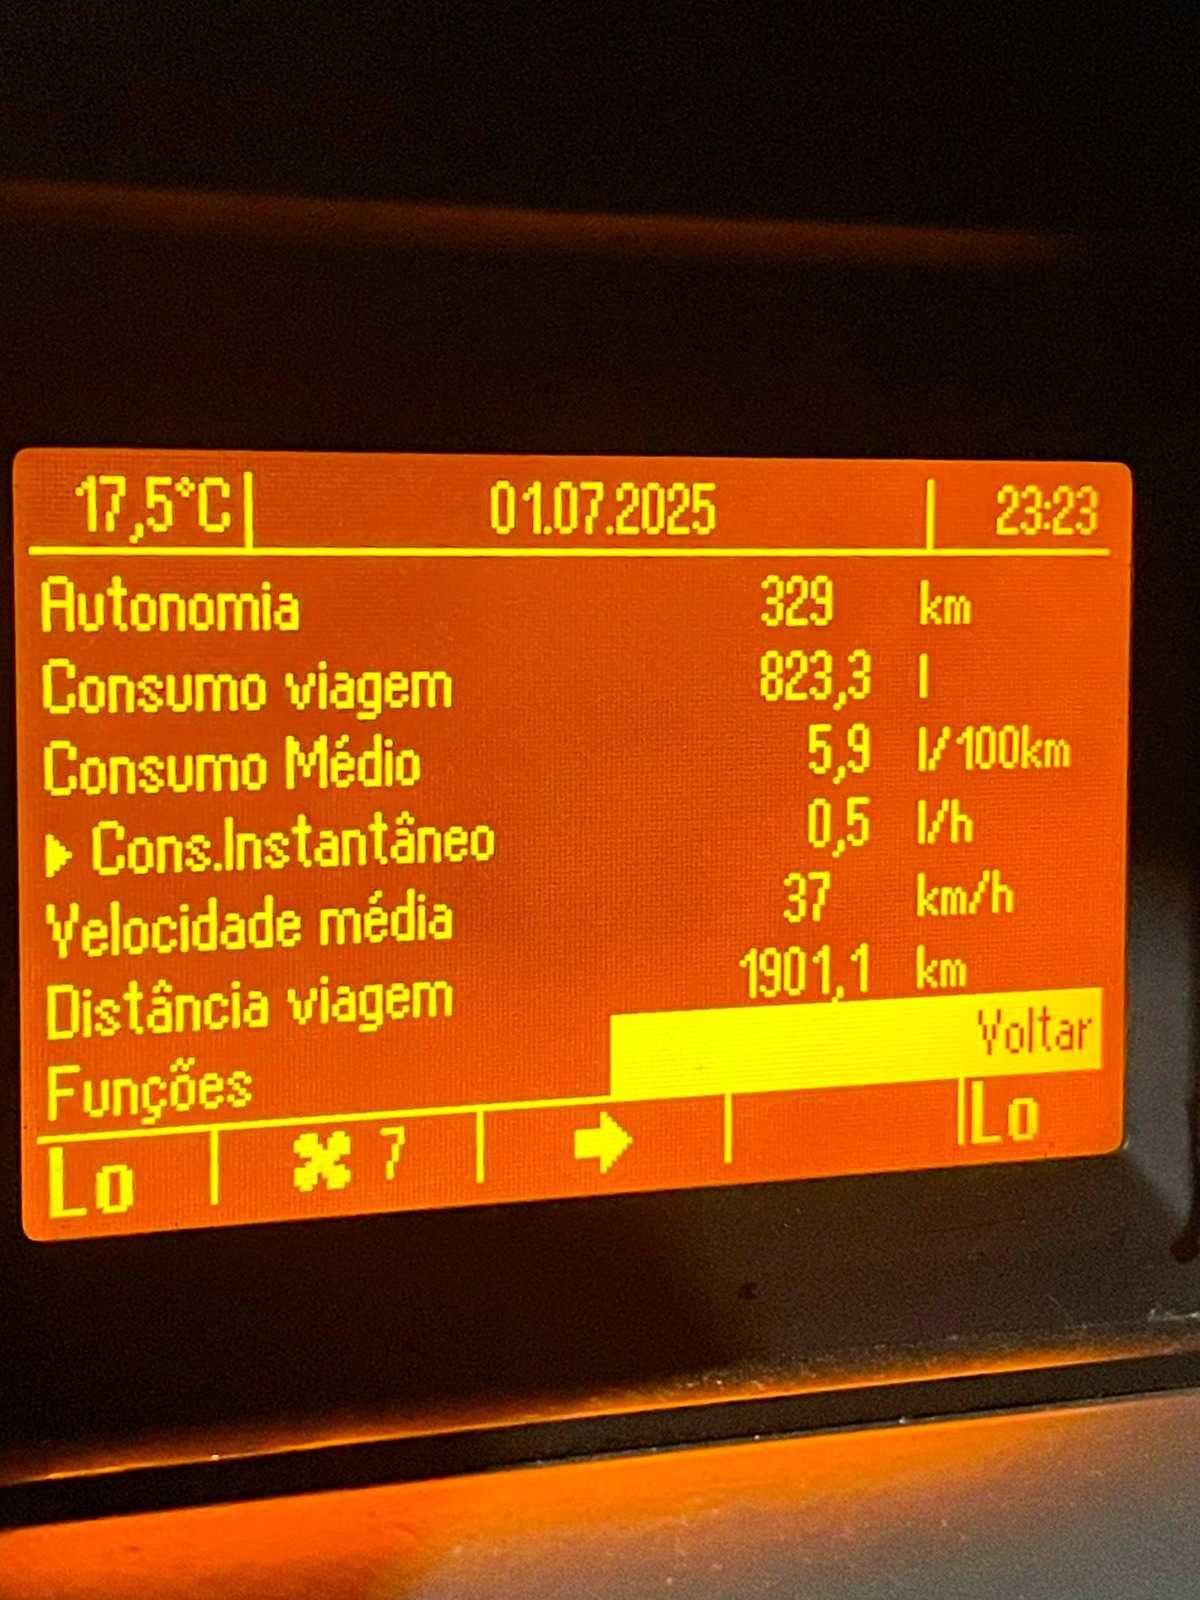 17,5°C 01.07.2025 23:23
Autonomia 329 km
Consumo viagem 823,3 l
Consumo Médio 5,9 l/100km
Cons.Instantâneo 0,5 l/h
Velocidade média 37 km/h
Distância viagem 1901,1 km
Voltar
Funções
Lo 7 Lo